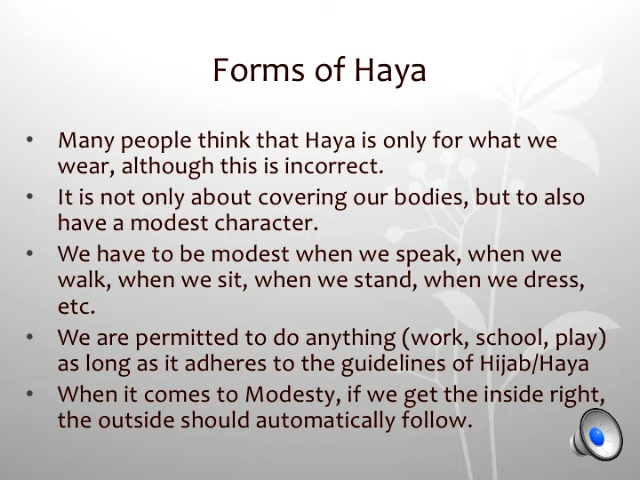 Forms of Haya
• Many people think that Haya is only for what we
wear, although this is incorrect.
• It is not only about covering our bodies, but to also
have a modest character.
• We have to be modest when we speak, when we
walk, when we sit, when we stand, when we dress,
etc.
• We are permitted to do anything (work, school, play)
as long as it adheres to the guidelines of Hijab/Haya
• When it comes to Modesty, if we get the inside right,
the outside should automatically follow.